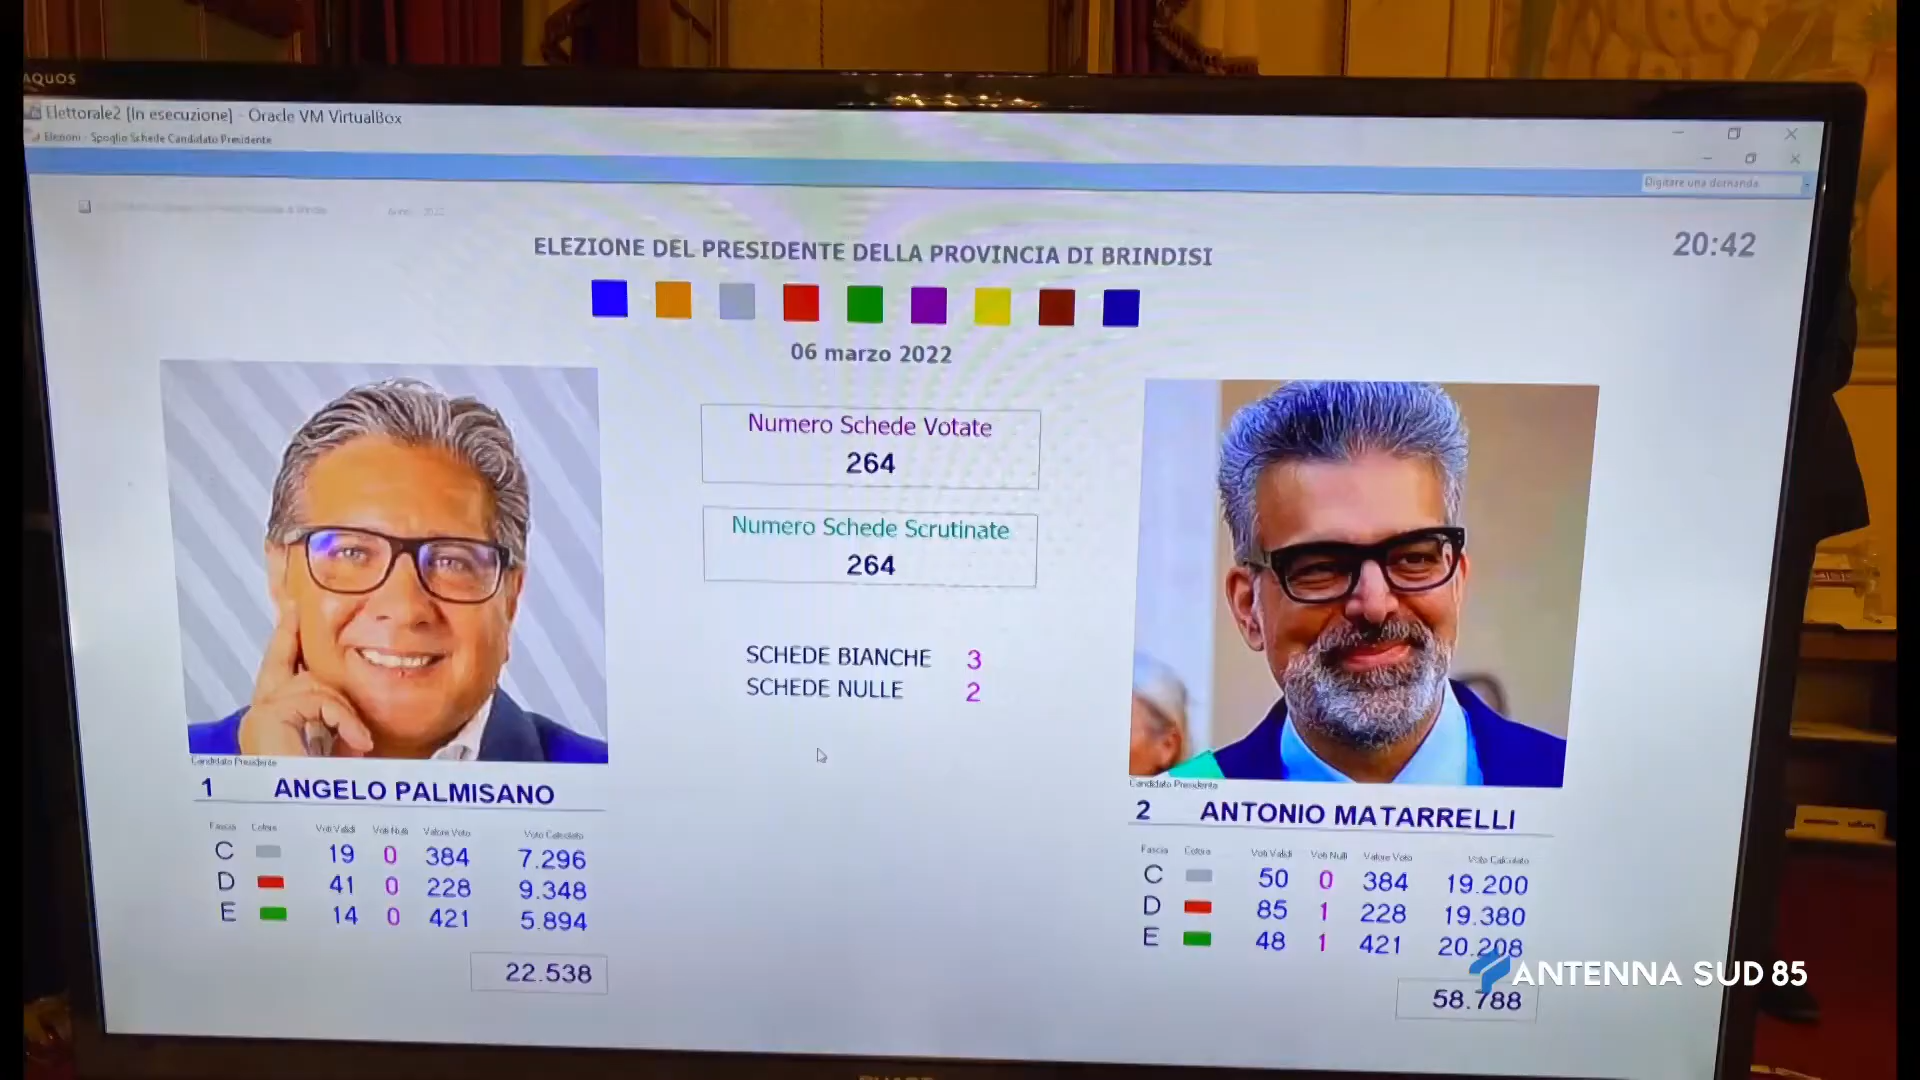 AQUOS
Elettorale2 [In esecuzione] - Oracle VM VirtualBox
Elezioni - Spoglio Schede Candidato Presidente
Digitare una domanda
20:42
ELEZIONE DEL PRESIDENTE DELLA PROVINCIA DI BRINDISI
06 marzo 2022
Numero Schede Votate
264
Numero Schede Scrutinate
264
SCHEDE BIANCHE 3
SCHEDE NULLE 2
Candidato Presidente
1 ANGELO PALMISANO
Fascia Colore Voti Validi Voti Nulli Valore Voto Voto Calcolato
C 19 0 384 7.296
D 41 0 228 9.348
E 14 0 421 5.894
22.538
Candidato Presidente
2 ANTONIO MATARRELLI
Fascia Colore Voti Validi Voti Nulli Valore Voto Voto Calcolato
C 50 0 384 19.200
D 85 1 228 19.380
E 48 1 421 20.208
58.788
ANTENNA SUD 85